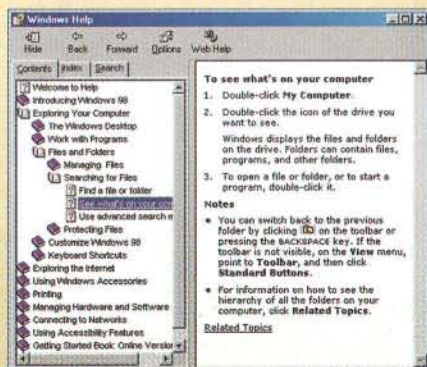 Windows Help
Hide Back Forward Options Web Help
Contents Index Search
Welcome to Help
Introducing Windows 98
Exploring Your Computer
The Windows Desktop
Work with Programs
Files and Folders
Managing Files
Searching for Files
Find a file or folder
See what's on your con
Use advanced search m
Protecting Files
Customize Windows 98
Keyboard Shortcuts
Exploring the Internet
Using Windows Accessories
Printing
Managing Hardware and Software
Connecting to Networks
Using Accessibility Features
Getting Started Book: Online Version
To see what's on your computer
1. Double-click My Computer.
2. Double-click the icon of the drive you
want to see.
Windows displays the files and folders
on the drive. Folders can contain files,
programs, and other folders.
3. To open a file or folder, or to start a
program, double-click it.
Notes
• You can switch back to the previous
folder by clicking on the toolbar or
pressing the BACKSPACE key. If the
toolbar is not visible, on the View menu,
point to Toolbar, and then click
Standard Buttons.
• For information on how to see the
hierarchy of all the folders on your
computer, click Related Topics.
Related Topics